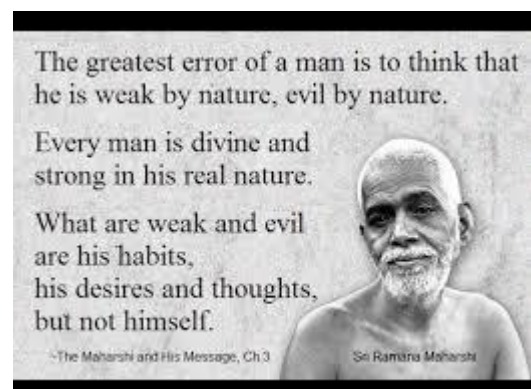 The greatest error of a man is to think that
he is weak by nature, evil by nature.
Every man is divine and
strong in his real nature.
What are weak and evil
are his habits,
his desires and thoughts,
but not himself.
~The Maharshi and His Message, Ch.3
Sri Ramana Maharshi